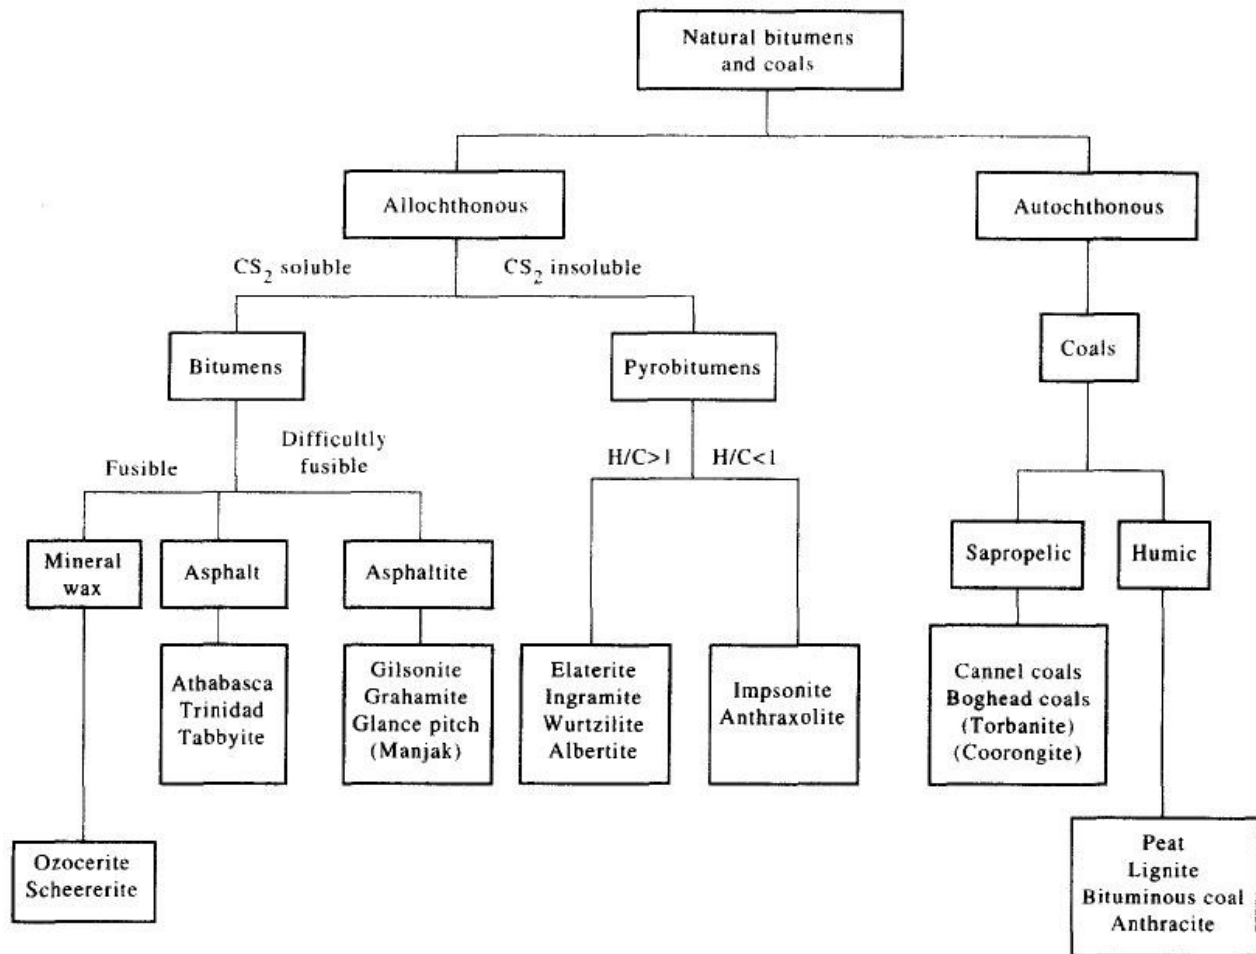 Natural bitumens
and coals
Allochthonous
Autochthonous
CS2 soluble
CS2 insoluble
Bitumens
Pyrobitumens
Coals
Fusible
Difficultly
fusible
H/C>1
H/C<1
Mineral
wax
Asphalt
Asphaltite
Sapropelic
Humic
Athabasca
Trinidad
Tabbyite
Gilsonite
Grahamite
Glance pitch
(Manjak)
Elaterite
Ingramite
Wurtzilite
Albertite
Impsonite
Anthraxolite
Cannel coals
Boghead coals
(Torbanite)
(Coorongite)
Ozocerite
Scheererite
Peat
Lignite
Bituminous coal
Anthracite